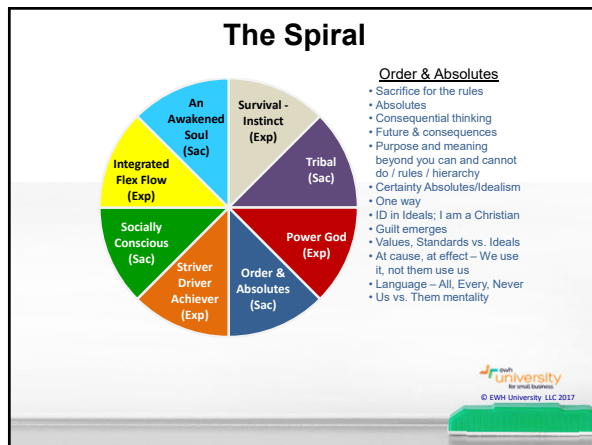 The Spiral
An
Awakened
Soul
(Sac)
Survival -
Instinct
(Exp)
Tribal
(Sac)
Power God
(Exp)
Order &
Absolutes
(Sac)
Striver
Driver
Achiever
(Exp)
Socially
Conscious
(Sac)
Integrated
Flex Flow
(Exp)
Order & Absolutes
• Sacrifice for the rules
• Absolutes
• Consequential thinking
• Future & consequences
• Purpose and meaning
beyond you can and cannot
do / rules / hierarchy
• Certainty Absolutes/Idealism
• One way
• ID in Ideals; I am a Christian
• Guilt emerges
• Values, Standards vs. Ideals
• At cause, at effect – We use
it, not them use us
• Language – All, Every, Never
• Us vs. Them mentality
ewh
university
for small business
© EWH University LLC 2017